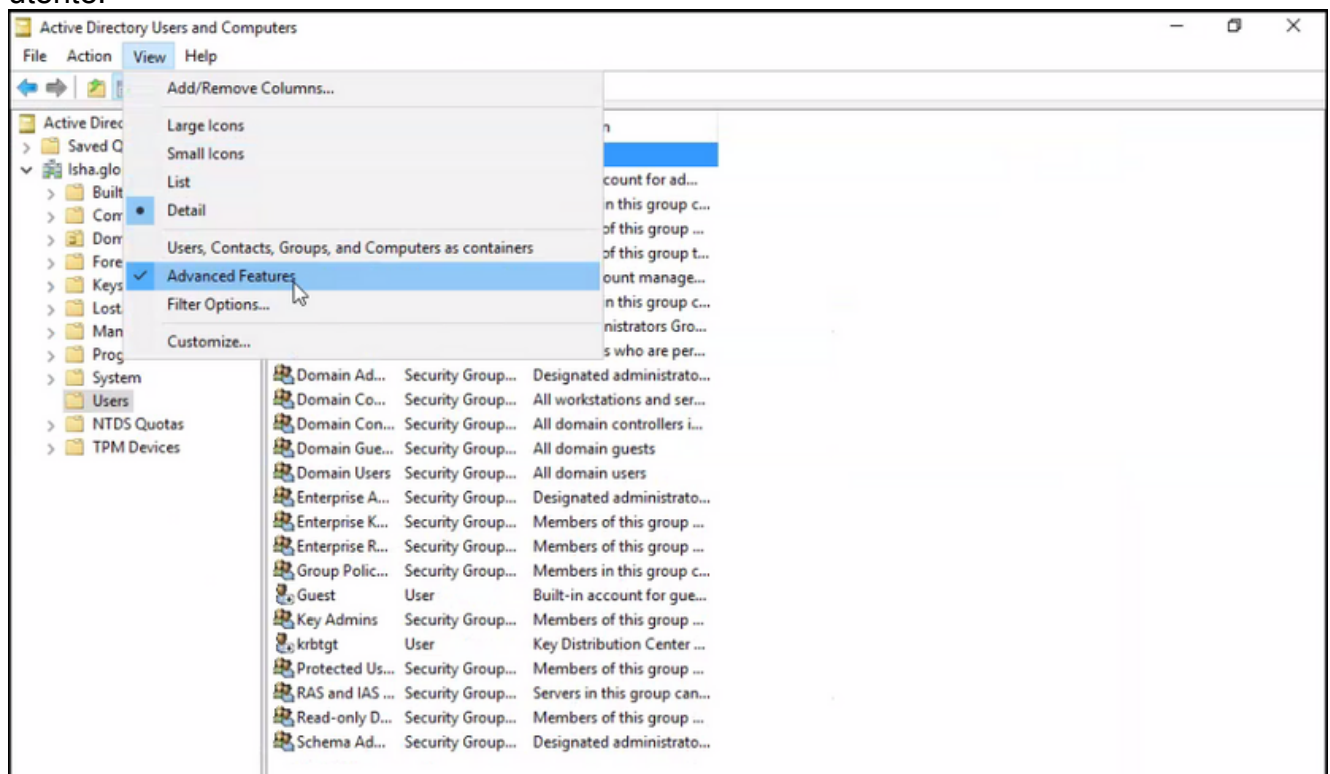 Active Directory Users and Computers
File Action View Help
Add/Remove Columns...
Active Direc
Large Icons
n
Saved Q
Small Icons
Isha.glo
List
count for ad...
Built
Detail
n this group c...
Com
of this group ...
Dom
Users, Contacts, Groups, and Computers as containers
of this group t...
Fore
Advanced Features
ount manage...
Keys
Filter Options...
n this group c...
Lost
nistrators Gro...
Man
Customize...
s who are per...
Prog
System
Domain Ad... Security Group... Designated administrato...
Users
Domain Co... Security Group... All workstations and ser...
NTDS Quotas
Domain Con... Security Group... All domain controllers i...
TPM Devices
Domain Gue... Security Group... All domain guests
Domain Users Security Group... All domain users
Enterprise A... Security Group... Designated administrato...
Enterprise K... Security Group... Members of this group ...
Enterprise R... Security Group... Members of this group ...
Group Polic... Security Group... Members in this group c...
Guest User Built-in account for gue...
Key Admins Security Group... Members of this group ...
krbtgt User Key Distribution Center ...
Protected Us... Security Group... Members of this group ...
RAS and IAS ... Security Group... Servers in this group can...
Read-only D... Security Group... Members of this group ...
Schema Ad... Security Group... Designated administrato...